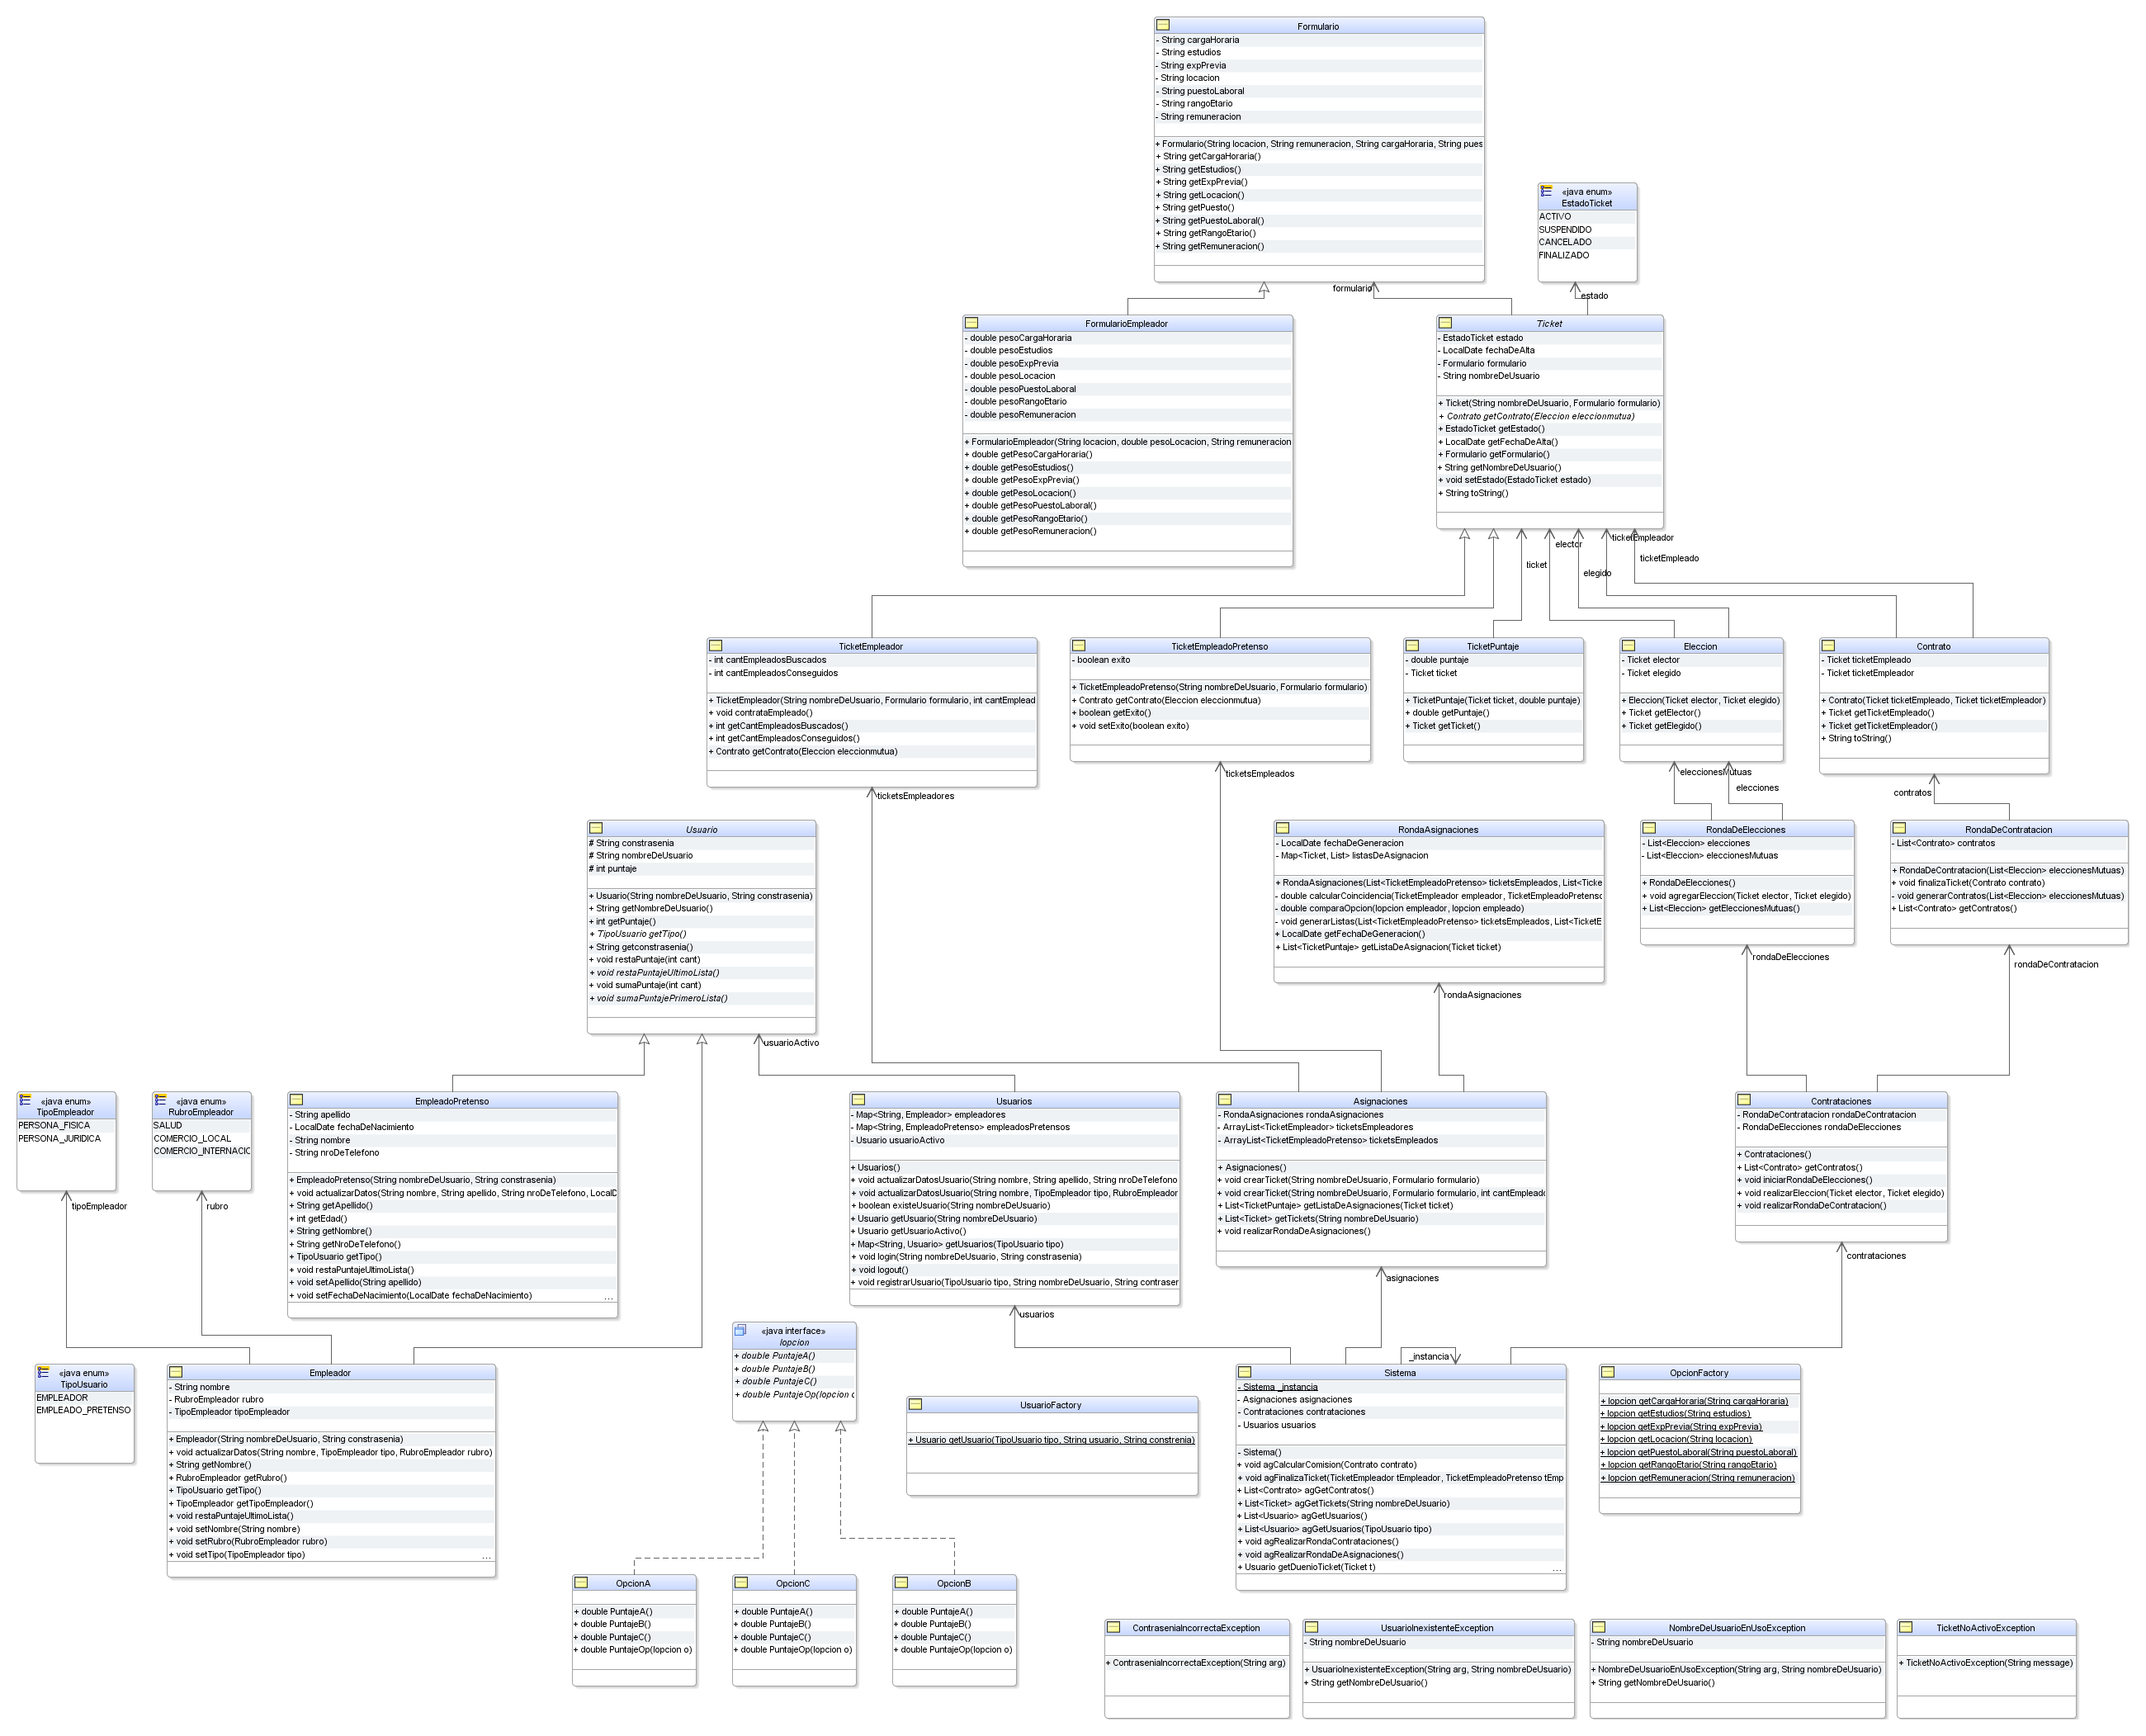 Formulario
- String cargaHoraria
- String estudios
- String expPrevia
- String locacion
- String puestoLaboral
- String rangoEtario
- String remuneracion
+ Formulario(String locacion, String remuneracion, String cargaHoraria, String pues
+ String getCargaHoraria()
+ String getEstudios()
+ String getExpPrevia()
+ String getLocacion()
+ String getPuesto()
+ String getPuestoLaboral()
+ String getRangoEtario()
+ String getRemuneracion()
«java enum»
EstadoTicket
ACTIVO
SUSPENDIDO
CANCELADO
FINALIZADO
formulario
estado
FormularioEmpleador
- double pesoCargaHoraria
- double pesoEstudios
- double pesoExpPrevia
- double pesoLocacion
- double pesoPuestoLaboral
- double pesoRangoEtario
- double pesoRemuneracion
+ FormularioEmpleador(String locacion, double pesoLocacion, String remuneracion
+ double getPesoCargaHoraria()
+ double getPesoEstudios()
+ double getPesoExpPrevia()
+ double getPesoLocacion()
+ double getPesoPuestoLaboral()
+ double getPesoRangoEtario()
+ double getPesoRemuneracion()
Ticket
- EstadoTicket estado
- LocalDate fechaDeAlta
- Formulario formulario
- String nombreDeUsuario
+ Ticket(String nombreDeUsuario, Formulario formulario)
+ Contrato getContrato(Eleccion eleccionmutua)
+ EstadoTicket getEstado()
+ LocalDate getFechaDeAlta()
+ Formulario getFormulario()
+ String getNombreDeUsuario()
+ void setEstado(EstadoTicket estado)
+ String toString()
ticket
elector
elegido
ticketEmpleador
ticketEmpleado
TicketEmpleador
- int cantEmpleadosBuscados
- int cantEmpleadosConseguidos
+ TicketEmpleador(String nombreDeUsuario, Formulario formulario, int cantEmplead
+ void contrataEmpleado()
+ int getCantEmpleadosBuscados()
+ int getCantEmpleadosConseguidos()
+ Contrato getContrato(Eleccion eleccionmutua)
TicketEmpleadoPretenso
- boolean exito
+ TicketEmpleadoPretenso(String nombreDeUsuario, Formulario formulario)
+ Contrato getContrato(Eleccion eleccionmutua)
+ boolean getExito()
+ void setExito(boolean exito)
TicketPuntaje
- double puntaje
- Ticket ticket
+ TicketPuntaje(Ticket ticket, double puntaje)
+ double getPuntaje()
+ Ticket getTicket()
Eleccion
- Ticket elector
- Ticket elegido
+ Eleccion(Ticket elector, Ticket elegido)
+ Ticket getElector()
+ Ticket getElegido()
Contrato
- Ticket ticketEmpleado
- Ticket ticketEmpleador
+ Contrato(Ticket ticketEmpleado, Ticket ticketEmpleador)
+ Ticket getTicketEmpleado()
+ Ticket getTicketEmpleador()
+ String toString()
ticketsEmpleadores
ticketsEmpleados
eleccionesMutuas
elecciones
contratos
Usuario
# String constrasenia
# String nombreDeUsuario
# int puntaje
+ Usuario(String nombreDeUsuario, String constrasenia)
+ String getNombreDeUsuario()
+ int getPuntaje()
+ TipoUsuario getTipo()
+ String getconstrasenia()
+ void restaPuntaje(int cant)
+ void restaPuntajeUltimoLista()
+ void sumaPuntaje(int cant)
+ void sumaPuntajePrimeroLista()
RondaAsignaciones
- LocalDate fechaDeGeneracion
- Map<Ticket, List> listasDeAsignacion
+ RondaAsignaciones(List<TicketEmpleadoPretenso> ticketsEmpleados, List<Ticke
- double calcularCoincidencia(TicketEmpleador empleador, TicketEmpleadoPretenso
- double comparaOpcion(Iopcion empleador, Iopcion empleado)
- void generarListas(List<TicketEmpleadoPretenso> ticketsEmpleados, List<TicketE
+ LocalDate getFechaDeGeneracion()
+ List<TicketPuntaje> getListaDeAsignacion(Ticket ticket)
RondaDeElecciones
- List<Eleccion> elecciones
- List<Eleccion> eleccionesMutuas
+ RondaDeElecciones()
+ void agregarEleccion(Ticket elector, Ticket elegido)
+ List<Eleccion> getEleccionesMutuas()
RondaDeContratacion
- List<Contrato> contratos
+ RondaDeContratacion(List<Eleccion> eleccionesMutuas)
+ void finalizaTicket(Contrato contrato)
- void generarContratos(List<Eleccion> eleccionesMutuas)
+ List<Contrato> getContratos()
usuarioActivo
rondaAsignaciones
rondaDeElecciones
rondaDeContratacion
«java enum»
TipoEmpleador
PERSONA_FISICA
PERSONA_JURIDICA
«java enum»
RubroEmpleador
SALUD
COMERCIO_LOCAL
COMERCIO_INTERNACIO
EmpleadoPretenso
- String apellido
- LocalDate fechaDeNacimiento
- String nombre
- String nroDeTelefono
+ EmpleadoPretenso(String nombreDeUsuario, String constrasenia)
+ void actualizarDatos(String nombre, String apellido, String nroDeTelefono, LocalD
+ String getApellido()
+ int getEdad()
+ String getNombre()
+ String getNroDeTelefono()
+ TipoUsuario getTipo()
+ void restaPuntajeUltimoLista()
+ void setApellido(String apellido)
+ void setFechaDeNacimiento(LocalDate fechaDeNacimiento) ...
Usuarios
- Map<String, Empleador> empleadores
- Map<String, EmpleadoPretenso> empleadosPretensos
- Usuario usuarioActivo
+ Usuarios()
+ void actualizarDatosUsuario(String nombre, String apellido, String nroDeTelefono
+ void actualizarDatosUsuario(String nombre, TipoEmpleador tipo, RubroEmpleador
+ boolean existeUsuario(String nombreDeUsuario)
+ Usuario getUsuario(String nombreDeUsuario)
+ Usuario getUsuarioActivo()
+ Map<String, Usuario> getUsuarios(TipoUsuario tipo)
+ void login(String nombreDeUsuario, String constrasenia)
+ void logout()
+ void registrarUsuario(TipoUsuario tipo, String nombreDeUsuario, String contraser
Asignaciones
- RondaAsignaciones rondaAsignaciones
- ArrayList<TicketEmpleador> ticketsEmpleadores
- ArrayList<TicketEmpleadoPretenso> ticketsEmpleados
+ Asignaciones()
+ void crearTicket(String nombreDeUsuario, Formulario formulario)
+ void crearTicket(String nombreDeUsuario, Formulario formulario, int cantEmpleado
+ List<TicketPuntaje> getListaDeAsignaciones(Ticket ticket)
+ List<Ticket> getTickets(String nombreDeUsuario)
+ void realizarRondaDeAsignaciones()
Contrataciones
- RondaDeContratacion rondaDeContratacion
- RondaDeElecciones rondaDeElecciones
+ Contrataciones()
+ List<Contrato> getContratos()
+ void iniciarRondaDeElecciones()
+ void realizarEleccion(Ticket elector, Ticket elegido)
+ void realizarRondaDeContratacion()
tipoEmpleador
rubro
usuarios
asignaciones
contrataciones
_instancia
«java enum»
TipoUsuario
EMPLEADOR
EMPLEADO_PRETENSO
Empleador
- String nombre
- RubroEmpleador rubro
- TipoEmpleador tipoEmpleador
+ Empleador(String nombreDeUsuario, String constrasenia)
+ void actualizarDatos(String nombre, TipoEmpleador tipo, RubroEmpleador rubro)
+ String getNombre()
+ RubroEmpleador getRubro()
+ TipoUsuario getTipo()
+ TipoEmpleador getTipoEmpleador()
+ void restaPuntajeUltimoLista()
+ void setNombre(String nombre)
+ void setRubro(RubroEmpleador rubro)
+ void setTipo(TipoEmpleador tipo) ...
«java interface»
Iopcion
+ double PuntajeA()
+ double PuntajeB()
+ double PuntajeC()
+ double PuntajeOp(Iopcion o
UsuarioFactory
+ Usuario getUsuario(TipoUsuario tipo, String usuario, String constrenia)
Sistema
- Sistema _instancia
- Asignaciones asignaciones
- Contrataciones contrataciones
- Usuarios usuarios
- Sistema()
+ void agCalcularComision(Contrato contrato)
+ void agFinalizaTicket(TicketEmpleador tEmpleador, TicketEmpleadoPretenso tEmp
+ List<Contrato> agGetContratos()
+ List<Ticket> agGetTickets(String nombreDeUsuario)
+ List<Usuario> agGetUsuarios()
+ List<Usuario> agGetUsuarios(TipoUsuario tipo)
+ void agRealizarRondaContrataciones()
+ void agRealizarRondaDeAsignaciones()
+ Usuario getDuenioTicket(Ticket t) ...
OpcionFactory
+ Iopcion getCargaHoraria(String cargaHoraria)
+ Iopcion getEstudios(String estudios)
+ Iopcion getExpPrevia(String expPrevia)
+ Iopcion getLocacion(String locacion)
+ Iopcion getPuestoLaboral(String puestoLaboral)
+ Iopcion getRangoEtario(String rangoEtario)
+ Iopcion getRemuneracion(String remuneracion)
OpcionA
+ double PuntajeA()
+ double PuntajeB()
+ double PuntajeC()
+ double PuntajeOp(Iopcion o)
OpcionC
+ double PuntajeA()
+ double PuntajeB()
+ double PuntajeC()
+ double PuntajeOp(Iopcion o)
OpcionB
+ double PuntajeA()
+ double PuntajeB()
+ double PuntajeC()
+ double PuntajeOp(Iopcion o)
ContraseniaIncorrectaException
+ ContraseniaIncorrectaException(String arg)
UsuarioInexistenteException
- String nombreDeUsuario
+ UsuarioInexistenteException(String arg, String nombreDeUsuario)
+ String getNombreDeUsuario()
NombreDeUsuarioEnUsoException
- String nombreDeUsuario
+ NombreDeUsuarioEnUsoException(String arg, String nombreDeUsuario)
+ String getNombreDeUsuario()
TicketNoActivoException
+ TicketNoActivoException(String message)